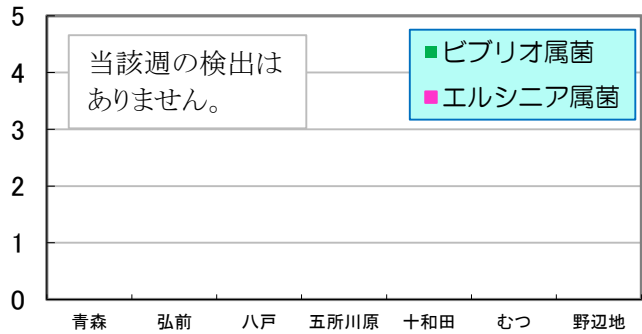 5
当該週の検出は
ありません。
■ビブリオ属菌
■エルシニア属菌
4
3
2
1
0
青森 弘前 八戸 五所川原 十和田 むつ 野辺地